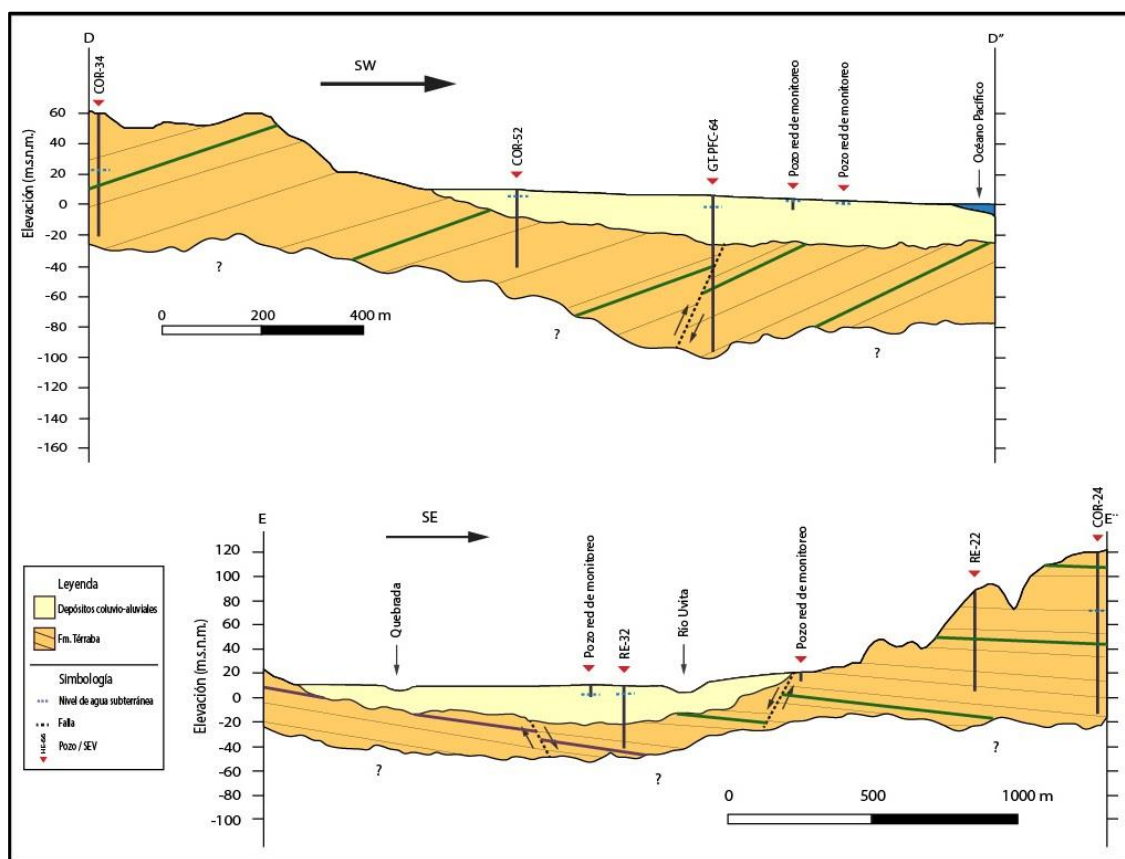 D
D"
SW
COR-34
COR-52
GT-PFC-64
Pozo red de monitoreo
Pozo red de monitoreo
Océano Pacífico
Elevación (m.s.n.m.)
60
40
20
0
-20
-40
-60
-80
-100
-120
-140
-160
?
?
?
0
200
400 m
E
E¨
SE
Quebrada
Pozo red de monitoreo
RE-32
Río Uvita
Pozo red de monitoreo
RE-22
COR-24
Elevación (m.s.n.m.)
120
100
80
60
40
20
0
-20
-40
-60
-80
-100
?
?
?
0
500
1000 m
Leyenda
Depósitos coluvio-aluviales
Fm. Térraba
Simbología
Nivel de agua subterránea
Falla
Pozo / SEV